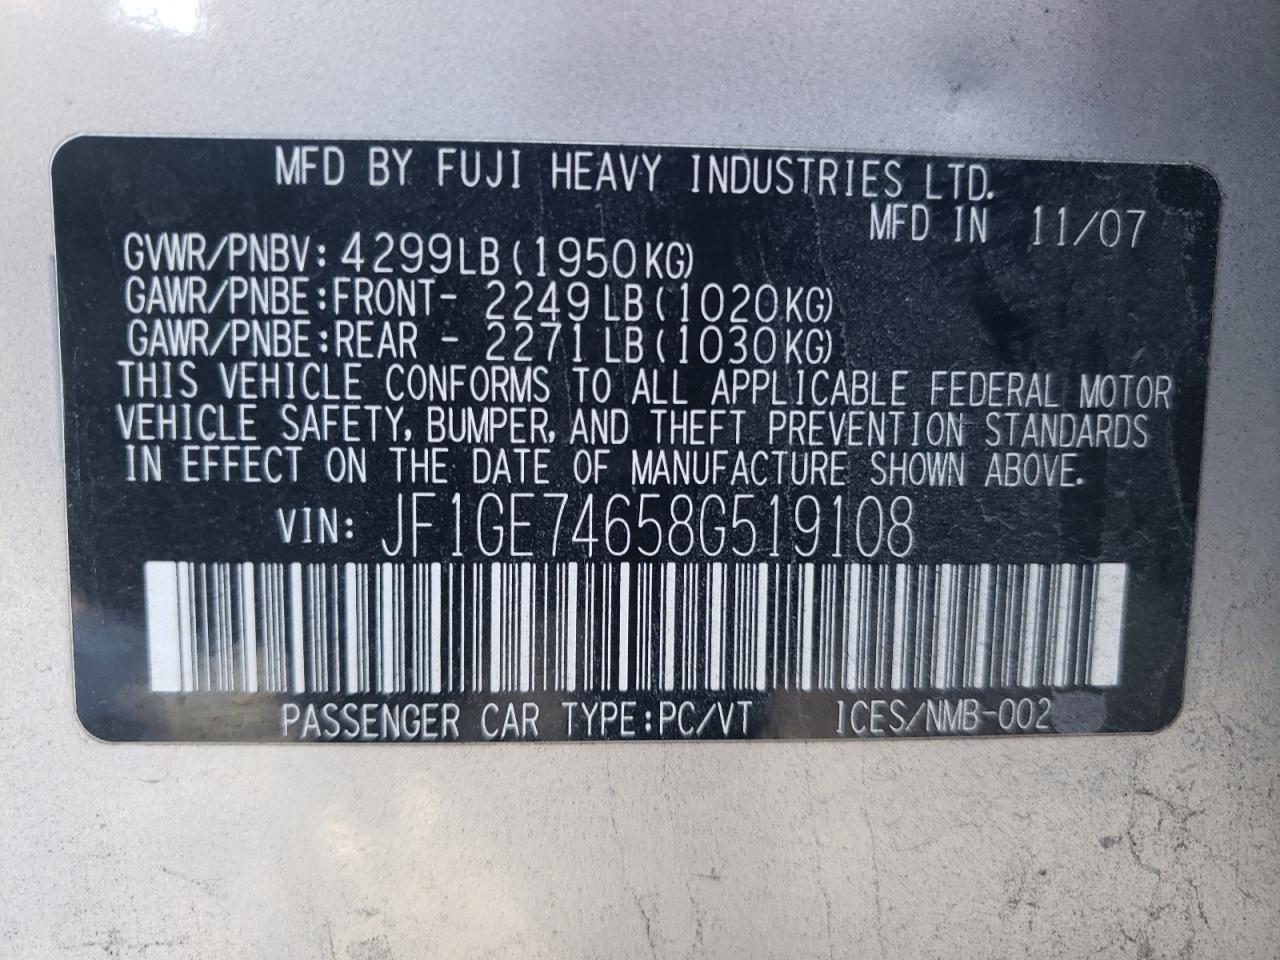 MFD BY FUJI HEAVY INDUSTRIES LTD.
MFD IN 11/07
GVWR/PNBV: 4299LB (1950KG)
GAWR/PNBE:FRONT- 2249LB (1020KG)
GAWR/PNBE:REAR - 2271LB (1030KG)
THIS VEHICLE CONFORMS TO ALL APPLICABLE FEDERAL MOTOR
VEHICLE SAFETY, BUMPER, AND THEFT PREVENTION STANDARDS
IN EFFECT ON THE DATE OF MANUFACTURE SHOWN ABOVE.
VIN: JF1GE74658G519108
PASSENGER CAR TYPE:PC/VT ICES/NMB-002